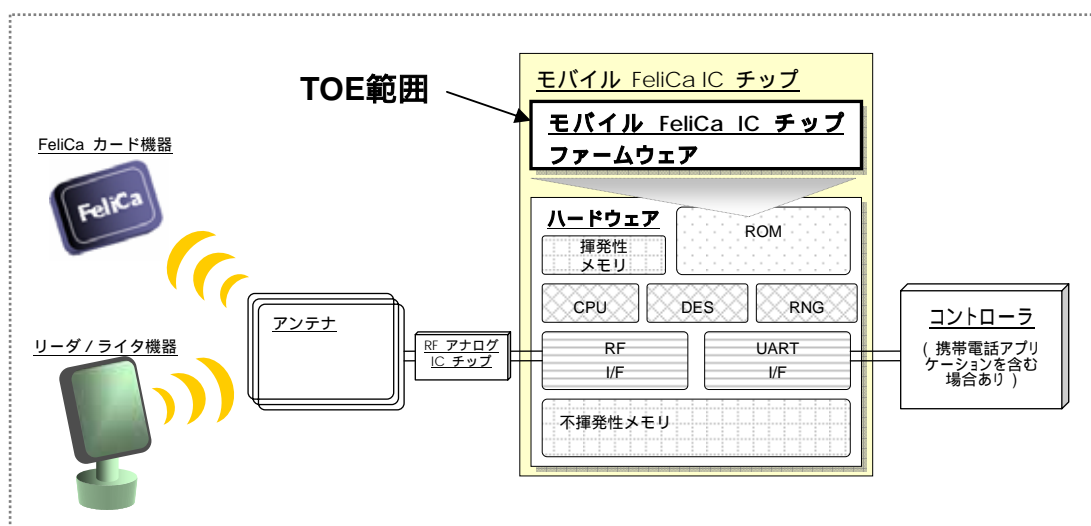 TOE範囲
モバイル FeliCa IC チップ
モバイル FeliCa IC チップ
ファームウェア
FeliCa カード機器
FeliCa
ハードウェア
ROM
揮発性
メモリ
CPU
DES
RNG
アンテナ
リーダ/ライタ機器
RF アナログ
IC チップ
RF
I/F
UART
I/F
コントローラ
( 携帯電話アプリ
ケーションを含む
場合あり )
不揮発性メモリ